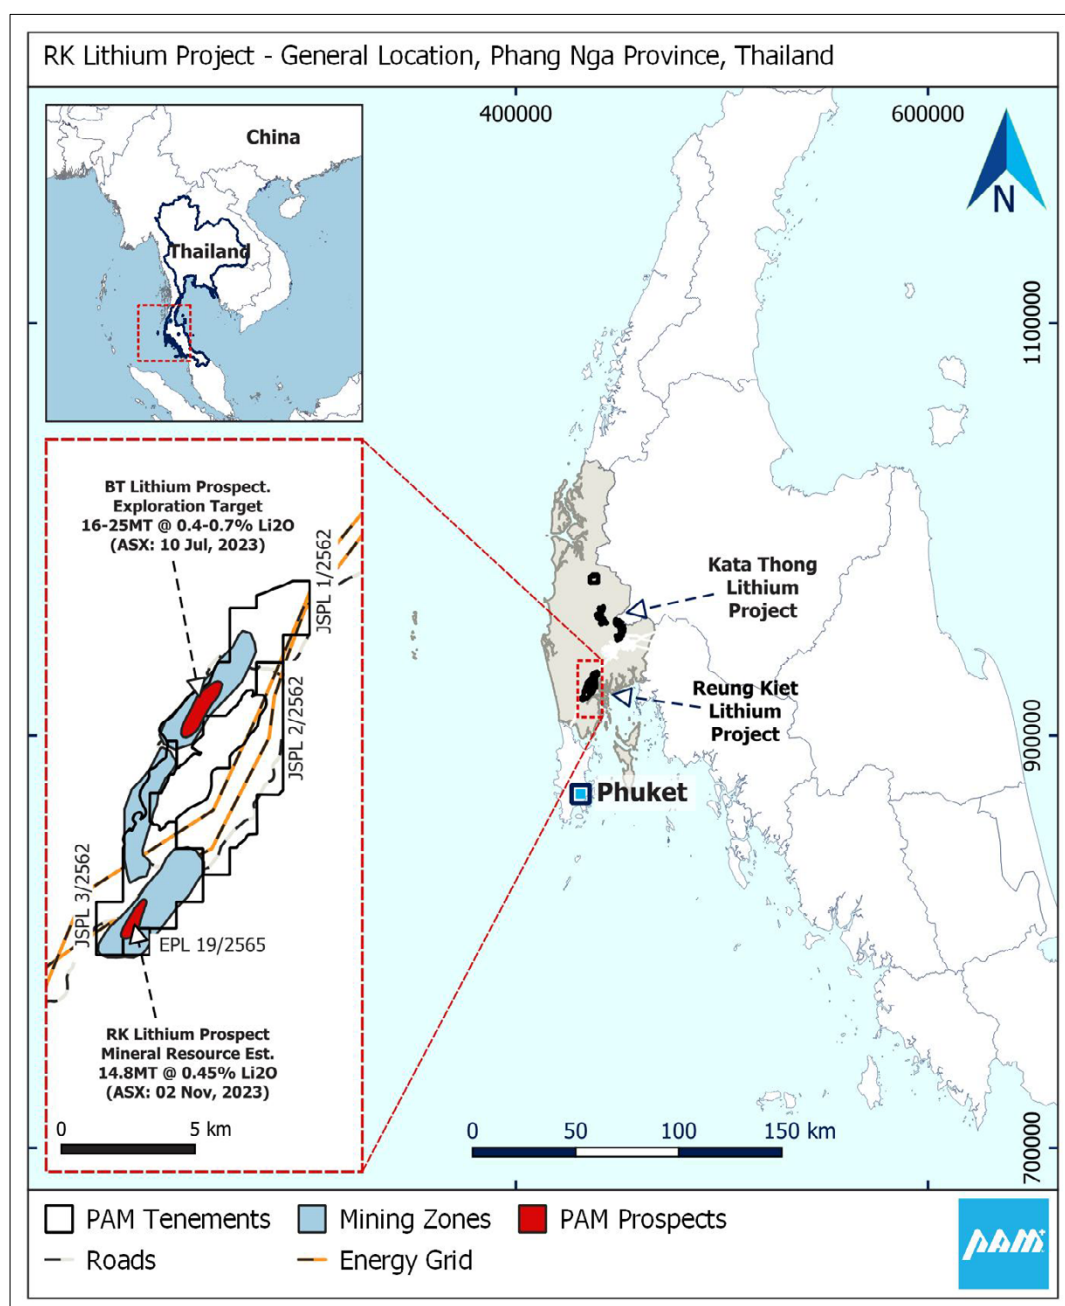 RK Lithium Project - General Location, Phang Nga Province, Thailand
400000
600000
China
Thailand
N
1100000
BT Lithium Prospect.
Exploration Target
16-25MT @ 0.4-0.7% Li2O
(ASX: 10 Jul, 2023)
JSPL 1/2562
JSPL 2/2562
JSPL 3/2562
EPL 19/2565
RK Lithium Prospect
Mineral Resource Est.
14.8MT @ 0.45% Li2O
(ASX: 02 Nov, 2023)
0
5 km
Kata Thong
Lithium
Project
Reung Kiet
Lithium
Project
900000
Phuket
0
50
100
150 km
700000
PAM Tenements
Mining Zones
PAM Prospects
Roads
Energy Grid
PAM